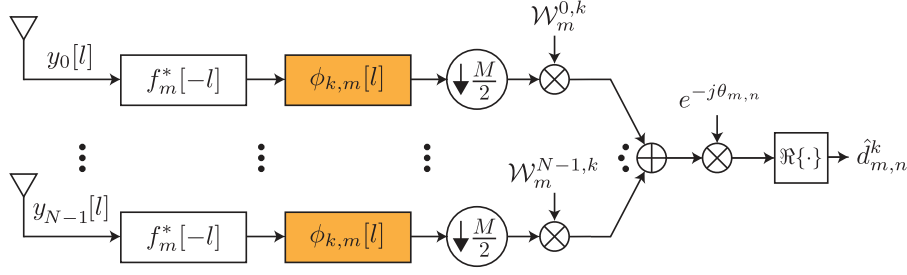 y_0[l]
f_m^*[-l]
ϕ_{k,m}[l]
↓ M/2
𝒲_m^{0,k}
e^{-jθ_{m,n}}
ℜ{·}
d̂_{m,n}^k
𝒲_m^{N-1,k}
y_{N-1}[l]
f_m^*[-l]
ϕ_{k,m}[l]
↓ M/2